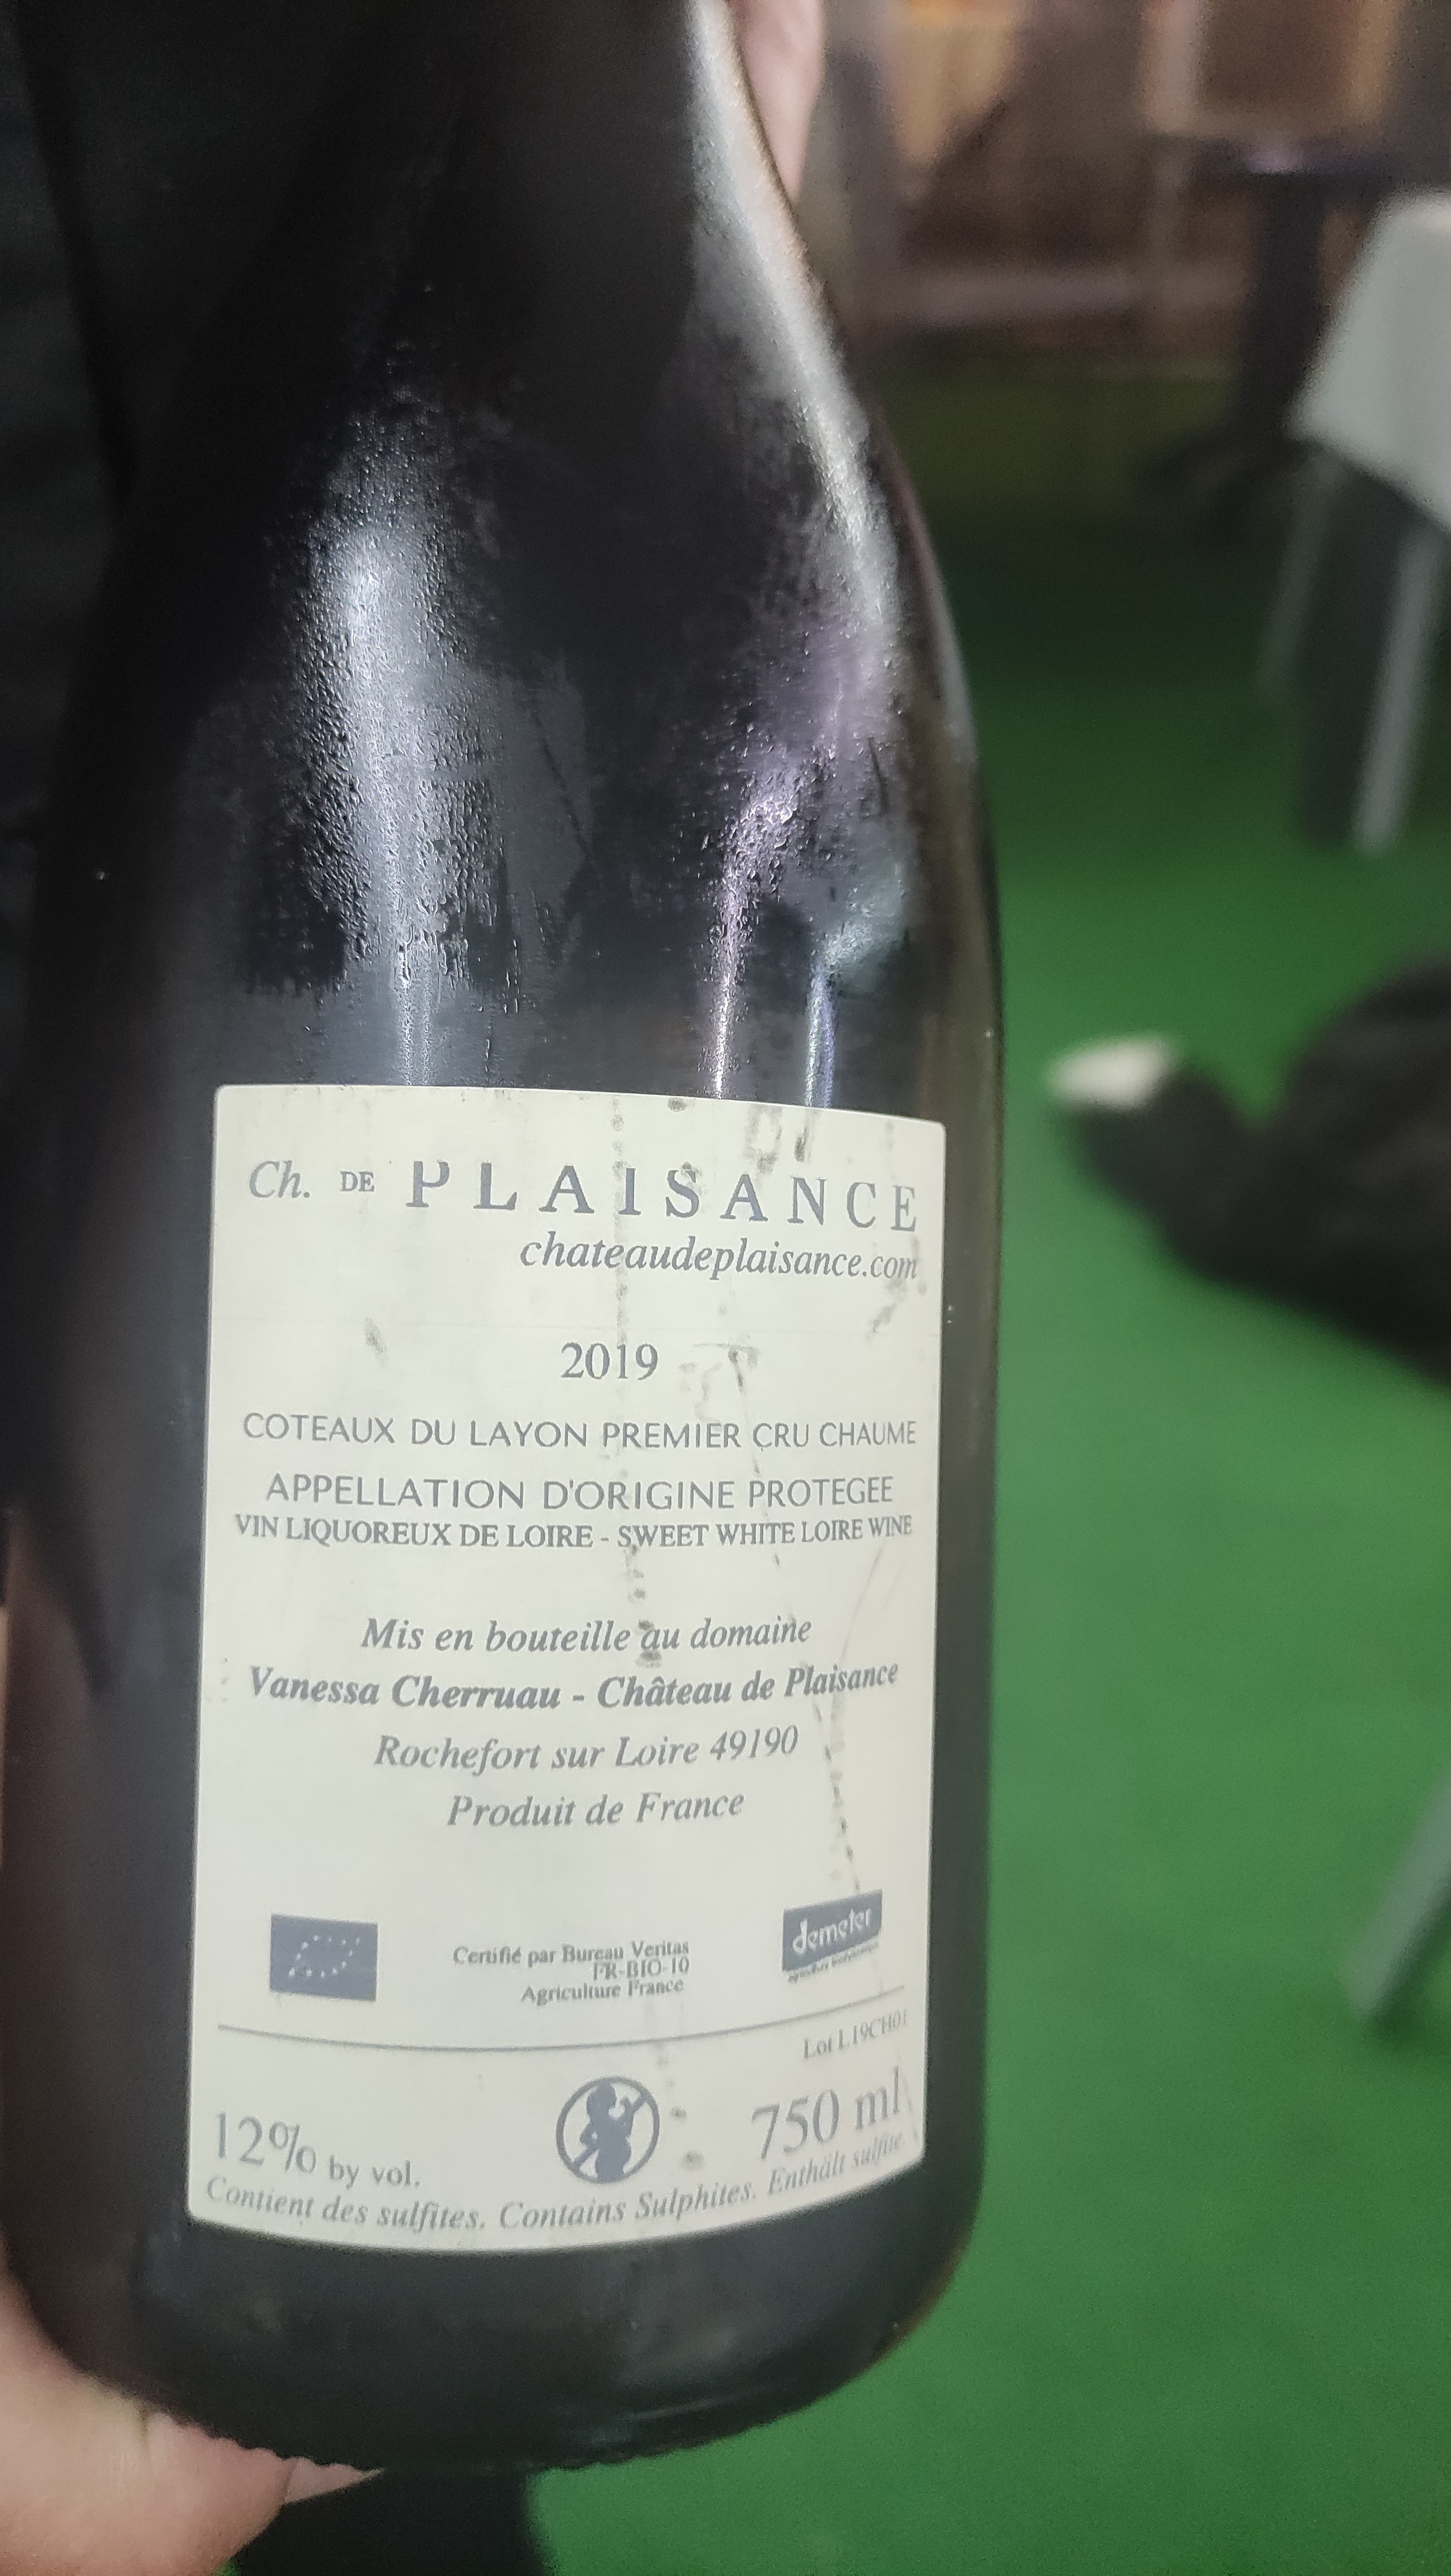 Ch. DE PLAISANCE
chateaudeplaisance.com
2019
COTEAUX DU LAYON PREMIER CRU CHAUME
APPELLATION D'ORIGINE PROTEGEE
VIN LIQUOREUX DE LOIRE - SWEET WHITE LOIRE WINE
Mis en bouteille au domaine
Vanessa Cherruau - Château de Plaisance
Rochefort sur Loire 49190
Produit de France
Certifié par Bureau Veritas
FR-BIO-10
Agriculture France
demeter
Lot L19CH01
12% by vol.
750 ml
Contient des sulfites. Contains Sulphites. Enthält sulfite.